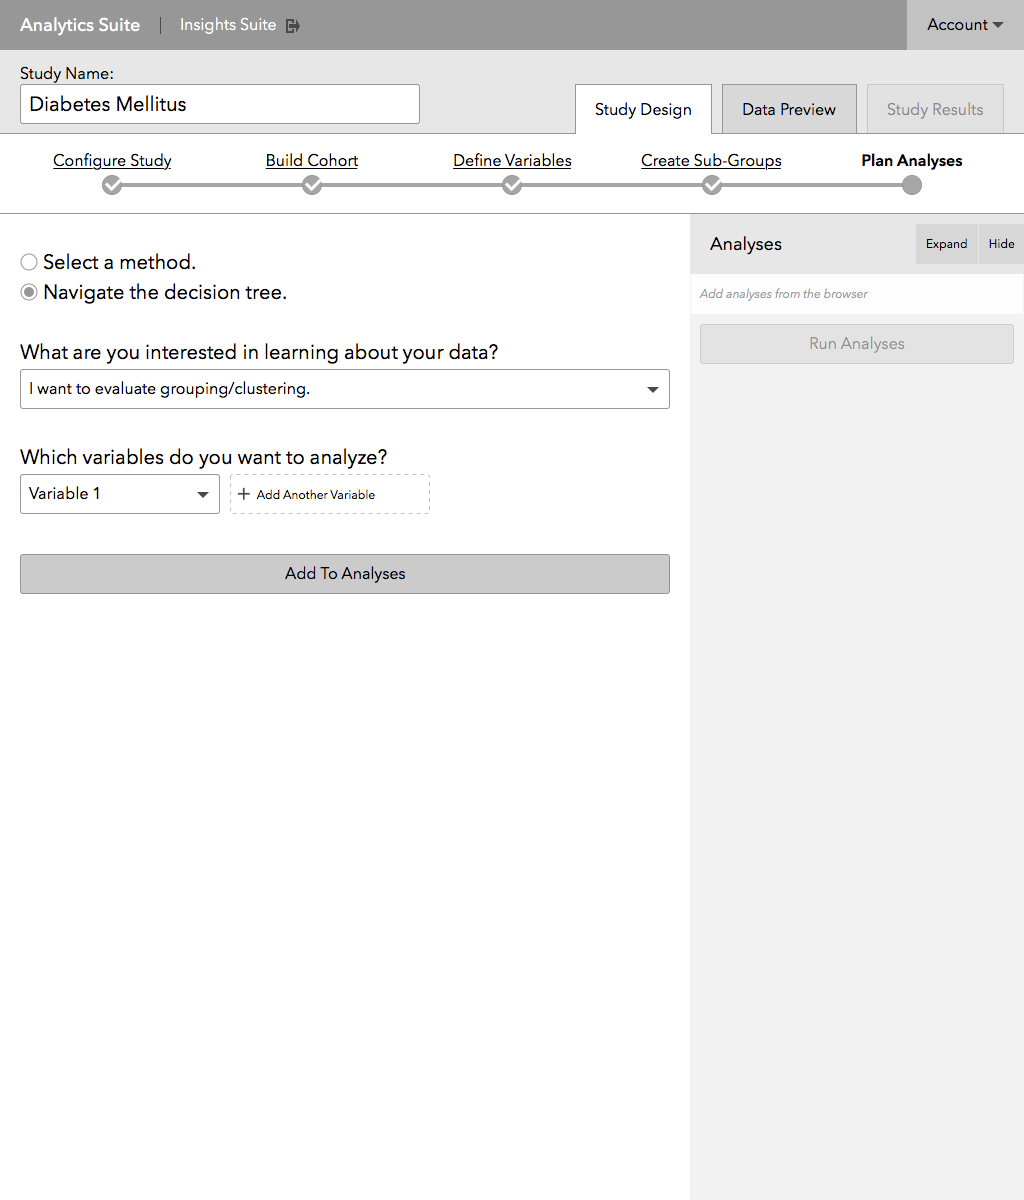 Analytics Suite | Insights Suite Account
Study Name:
Diabetes Mellitus
Study Design Data Preview Study Results
Configure Study Build Cohort Define Variables Create Sub-Groups Plan Analyses
Select a method.
Navigate the decision tree.
What are you interested in learning about your data?
I want to evaluate grouping/clustering.
Which variables do you want to analyze?
Variable 1 + Add Another Variable
Add To Analyses
Analyses Expand Hide
Add analyses from the browser
Run Analyses